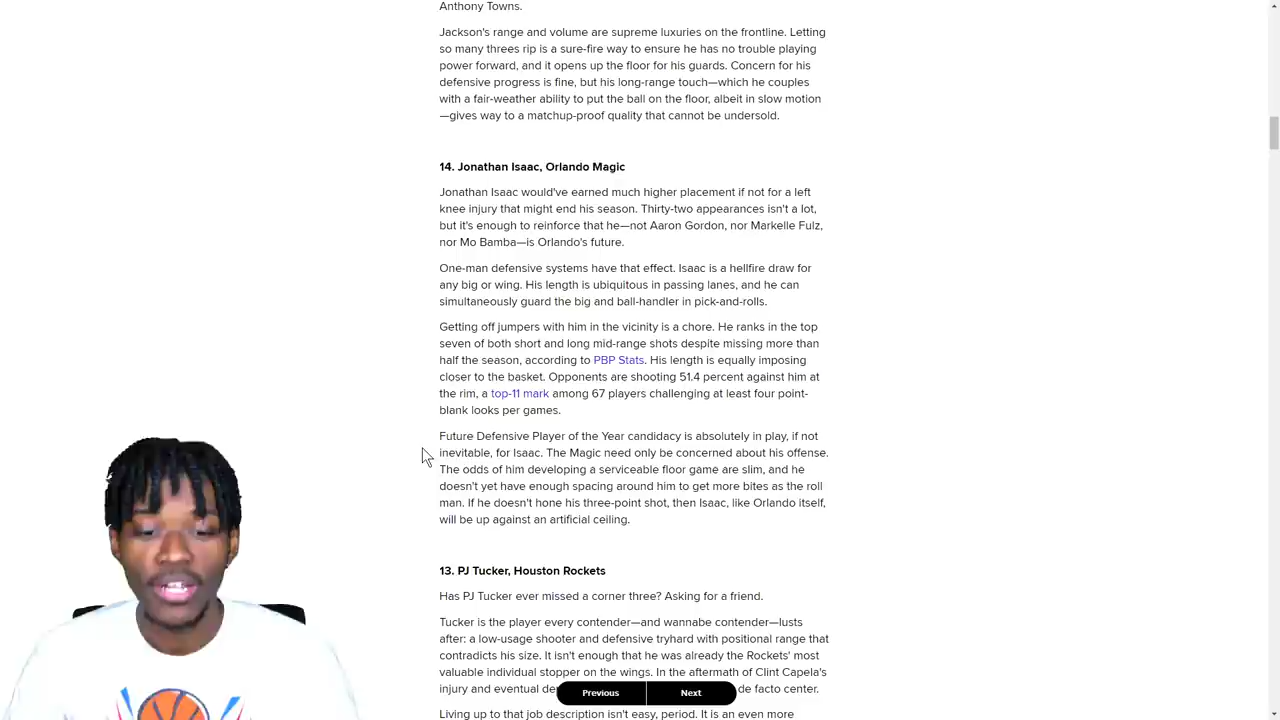 Anthony Towns.
Jackson's range and volume are supreme luxuries on the frontline. Letting
so many threes rip is a sure-fire way to ensure he has no trouble playing
power forward, and it opens up the floor for his guards. Concern for his
defensive progress is fine, but his long-range touch—which he couples
with a fair-weather ability to put the ball on the floor, albeit in slow motion
—gives way to a matchup-proof quality that cannot be undersold.
14. Jonathan Isaac, Orlando Magic
Jonathan Isaac would've earned much higher placement if not for a left
knee injury that might end his season. Thirty-two appearances isn't a lot,
but it's enough to reinforce that he—not Aaron Gordon, nor Markelle Fulz,
nor Mo Bamba—is Orlando's future.
One-man defensive systems have that effect. Isaac is a hellfire draw for
any big or wing. His length is ubiquitous in passing lanes, and he can
simultaneously guard the big and ball-handler in pick-and-rolls.
Getting off jumpers with him in the vicinity is a chore. He ranks in the top
seven of both short and long mid-range shots despite missing more than
half the season, according to PBP Stats. His length is equally imposing
closer to the basket. Opponents are shooting 51.4 percent against him at
the rim, a top-11 mark among 67 players challenging at least four point-
blank looks per games.
Future Defensive Player of the Year candidacy is absolutely in play, if not
inevitable, for Isaac. The Magic need only be concerned about his offense.
The odds of him developing a serviceable floor game are slim, and he
doesn't yet have enough spacing around him to get more bites as the roll
man. If he doesn't hone his three-point shot, then Isaac, like Orlando itself,
will be up against an artificial ceiling.
13. PJ Tucker, Houston Rockets
Has PJ Tucker ever missed a corner three? Asking for a friend.
Tucker is the player every contender—and wannabe contender—lusts
after: a low-usage shooter and defensive tryhard with positional range that
contradicts his size. It isn't enough that he was already the Rockets' most
valuable individual stopper on the wings. In the aftermath of Clint Capela's
injury and eventual de facto center.
Previous Next
Living up to that job description isn't easy, period. It is an even more